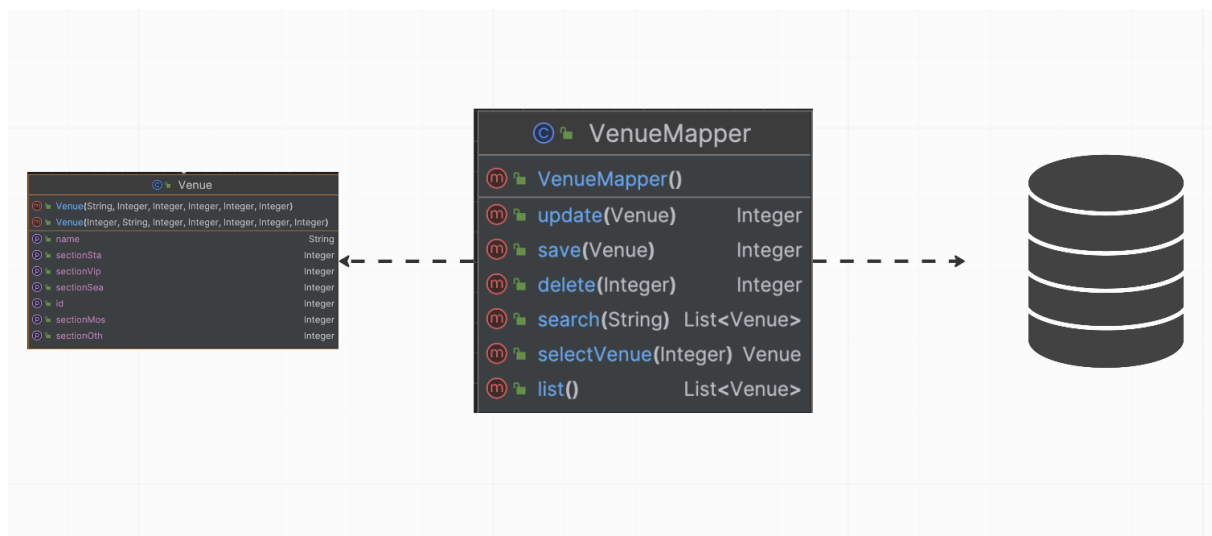 Venue
Venue(String, Integer, Integer, Integer, Integer, Integer)
Venue(Integer, String, Integer, Integer, Integer, Integer, Integer)
name String
sectionSta Integer
sectionVip Integer
sectionSea Integer
id Integer
sectionMos Integer
sectionOth Integer
VenueMapper
VenueMapper()
update(Venue) Integer
save(Venue) Integer
delete(Integer) Integer
search(String) List<Venue>
selectVenue(Integer) Venue
list() List<Venue>